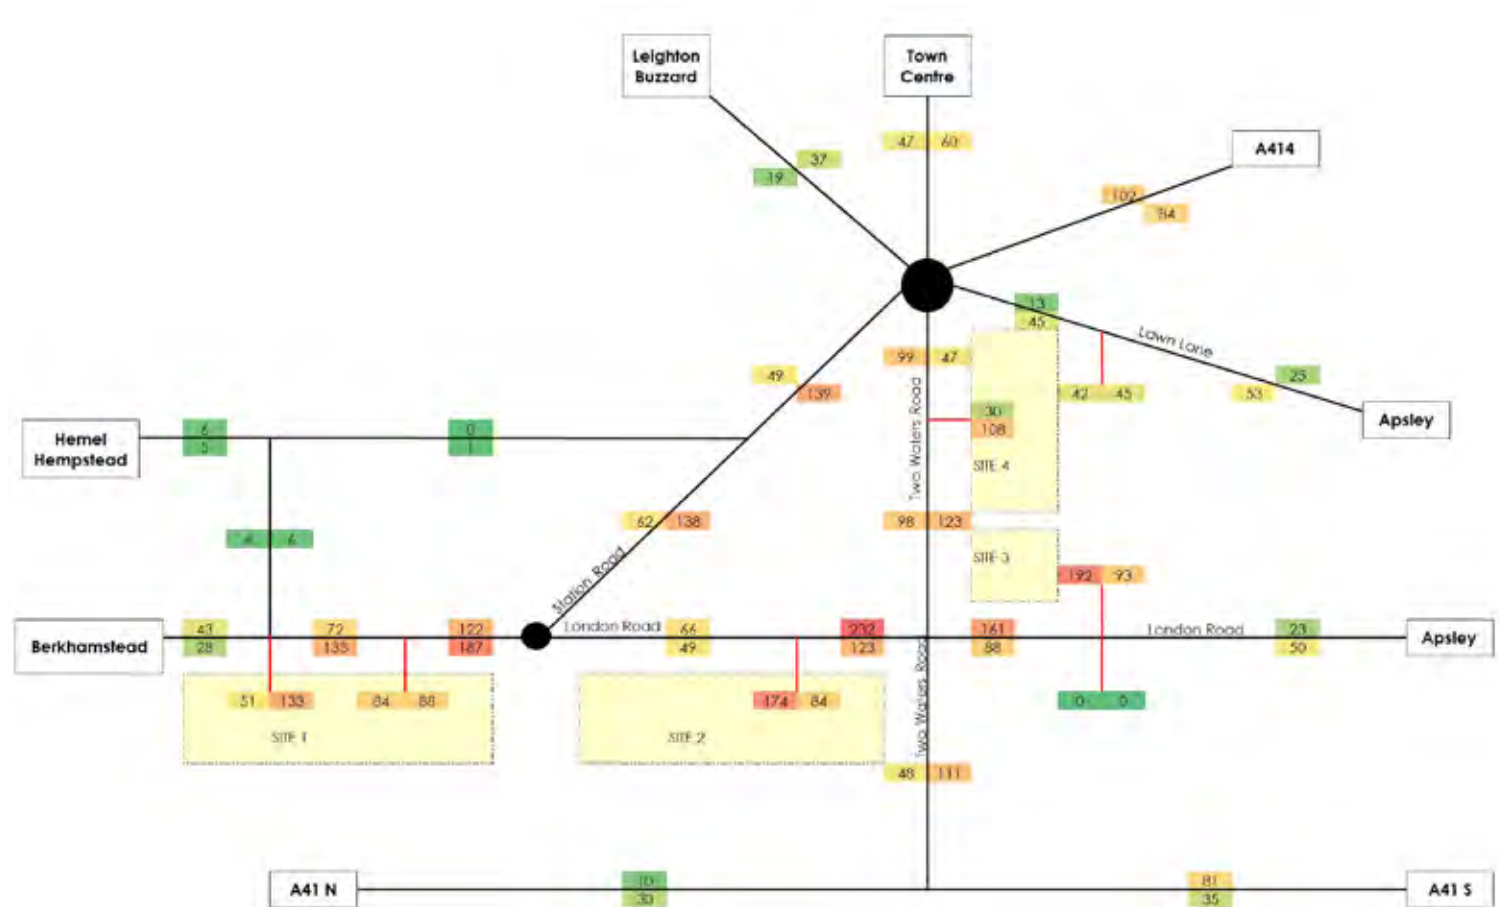 Leighton
Buzzard
Town
Centre
47 60
A414
37
19
102
84
13
45
Lawn Lane
99 47
49
139
25
53
42 45
Apsley
30
108
Two Waters Road
SITE 4
Hemel
Hempstead
6
5
0
1
62 138
98 123
4 6
Station Road
SITE 3
192 93
Berkhamstead
43
28
72
135
122
187
London Road
66
49
232
123
161
88
London Road
23
50
Apsley
51 133
84 88
174 84
0 0
SITE 1
SITE 2
Two Waters Road
48 111
A41 N
10
30
81
35
A41 S